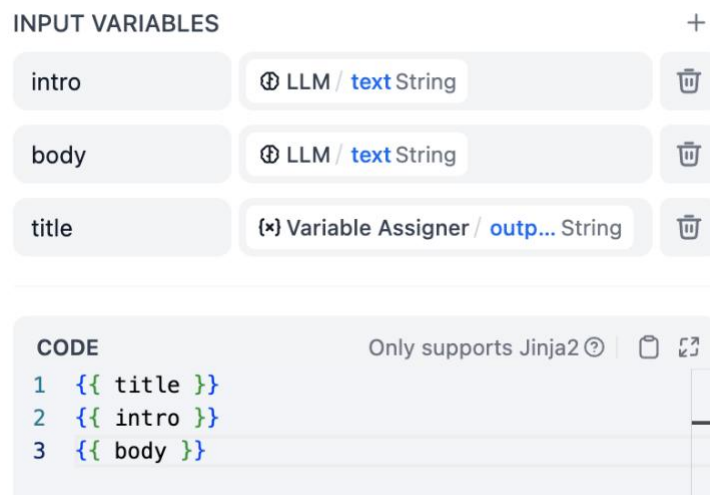 INPUT VARIABLES
intro LLM / text String
body LLM / text String
title {x} Variable Assigner / outp... String
CODE Only supports Jinja2
1 {{ title }}
2 {{ intro }}
3 {{ body }}